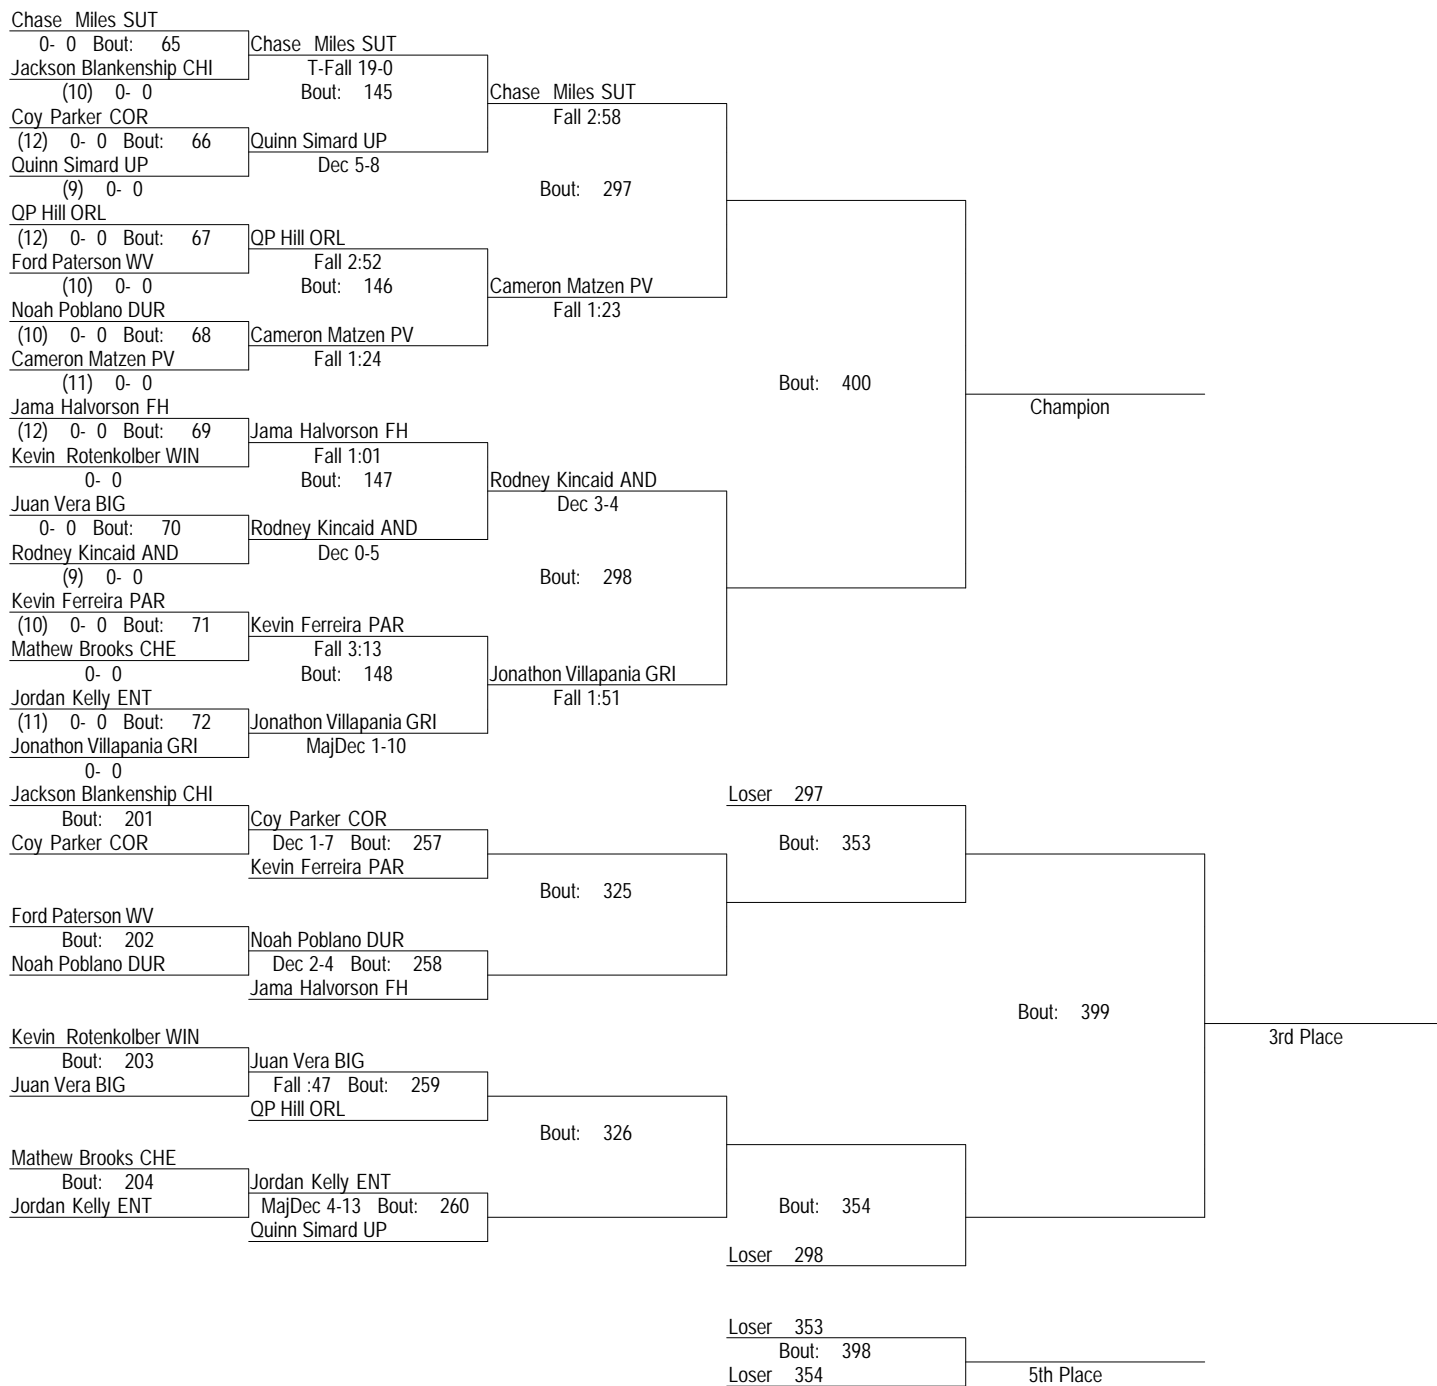 Chase Miles SUT
0- 0 Bout: 65
Jackson Blankenship CHI
(10) 0- 0
Coy Parker COR
(12) 0- 0 Bout: 66
Quinn Simard UP
(9) 0- 0
QP Hill ORL
(12) 0- 0 Bout: 67
Ford Paterson WV
(10) 0- 0
Noah Poblano DUR
(10) 0- 0 Bout: 68
Cameron Matzen PV
(11) 0- 0
Jama Halvorson FH
(12) 0- 0 Bout: 69
Kevin Rotenkolber WIN
0- 0
Juan Vera BIG
0- 0 Bout: 70
Rodney Kincaid AND
(9) 0- 0
Kevin Ferreira PAR
(10) 0- 0 Bout: 71
Mathew Brooks CHE
0- 0
Jordan Kelly ENT
(11) 0- 0 Bout: 72
Jonathon Villapania GRI
0- 0
Chase Miles SUT
T-Fall 19-0
Bout: 145
Quinn Simard UP
Dec 5-8
QP Hill ORL
Fall 2:52
Bout: 146
Cameron Matzen PV
Fall 1:24
Jama Halvorson FH
Fall 1:01
Bout: 147
Rodney Kincaid AND
Dec 0-5
Kevin Ferreira PAR
Fall 3:13
Bout: 148
Jonathon Villapania GRI
MajDec 1-10
Chase Miles SUT
Fall 2:58
Bout: 297
Cameron Matzen PV
Fall 1:23
Rodney Kincaid AND
Dec 3-4
Bout: 298
Jonathon Villapania GRI
Fall 1:51
Bout: 400
Champion
Jackson Blankenship CHI
Bout: 201
Coy Parker COR
Ford Paterson WV
Bout: 202
Noah Poblano DUR
Kevin Rotenkolber WIN
Bout: 203
Juan Vera BIG
Mathew Brooks CHE
Bout: 204
Jordan Kelly ENT
Coy Parker COR
Dec 1-7 Bout: 257
Kevin Ferreira PAR
Noah Poblano DUR
Dec 2-4 Bout: 258
Jama Halvorson FH
Juan Vera BIG
Fall :47 Bout: 259
QP Hill ORL
Jordan Kelly ENT
MajDec 4-13 Bout: 260
Quinn Simard UP
Bout: 325
Bout: 326
Loser 297
Bout: 353
Bout: 354
Loser 298
Bout: 399
3rd Place
Loser 353
Bout: 398
Loser 354
5th Place